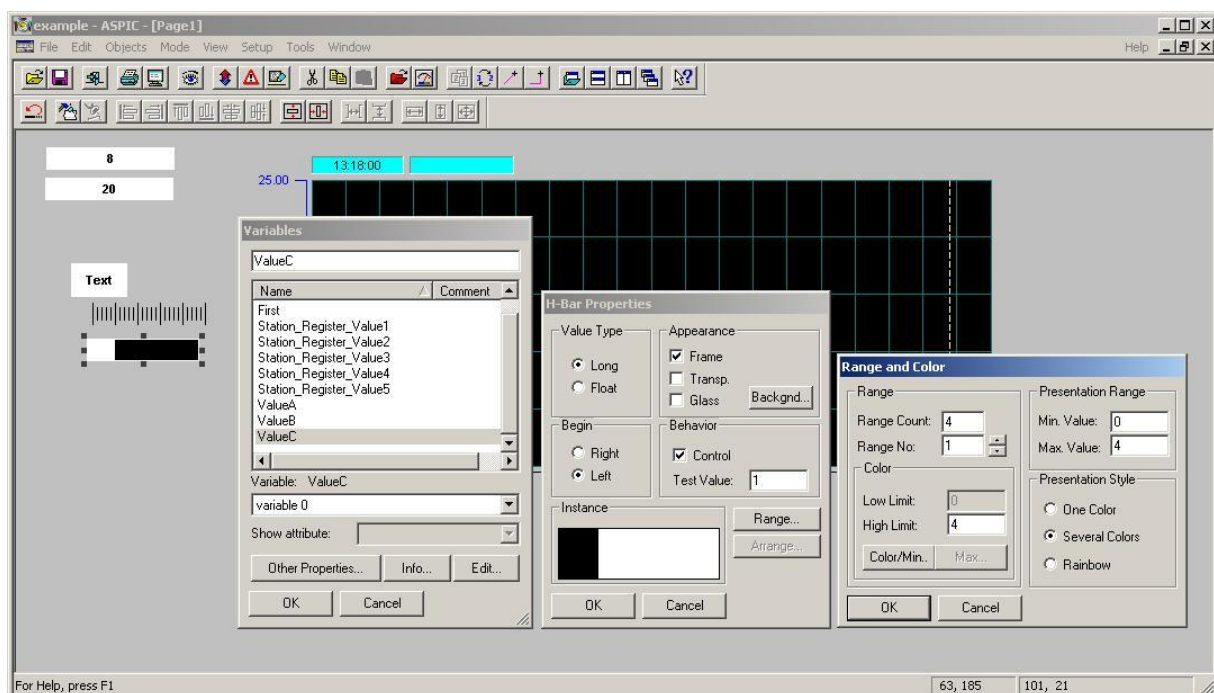 example - ASPIC - [Page1]
File Edit Objects Mode View Setup Tools Window Help
8
20
13:18:00
25.00
Text
Variables
ValueC
Name Comment
First
Station_Register_Value1
Station_Register_Value2
Station_Register_Value3
Station_Register_Value4
Station_Register_Value5
ValueA
ValueB
ValueC
Variable: ValueC
variable 0
Show attribute:
Other Properties... Info... Edit...
OK Cancel
H-Bar Properties
Value Type
Long
Float
Appearance
Frame
Transp.
Glass
Backgnd...
Begin
Right
Left
Behavior
Control
Test Value: 1
Instance
Range...
Arrange...
OK Cancel
Range and Color
Range
Range Count: 4
Range No: 1
Color
Low Limit: 0
High Limit: 4
Color/Min.. Max...
Presentation Range
Min. Value: 0
Max. Value: 4
Presentation Style
One Color
Several Colors
Rainbow
OK Cancel
For Help, press F1
63, 185 101, 21